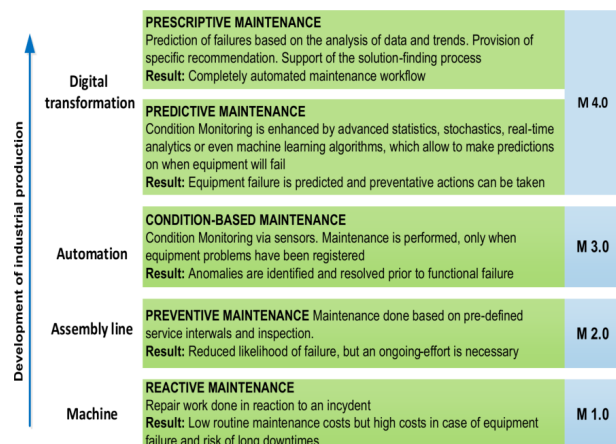 PRESCRIPTIVE MAINTENANCE
Prediction of failures based on the analysis of data and trends. Provision of
specific recommendation. Support of the solution-finding process
Result: Completely automated maintenance workflow
Digital
transformation
M 4.0
PREDICTIVE MAINTENANCE
Condition Monitoring is enhanced by advanced statistics, stochastics, real-time
analytics or even machine learning algorithms, which allow to make predictions
on when equipment will fail
Result: Equipment failure is predicted and preventative actions can be taken
Development of industrial production
CONDITION-BASED MAINTENANCE
Condition Monitoring via sensors. Maintenance is performed, only when
equipment problems have been registered
Result: Anomalies are identified and resolved prior to functional failure
Automation
M 3.0
PREVENTIVE MAINTENANCE Maintenance done based on pre-defined
service interwals and inspection.
Result: Reduced likelihood of failure, but an ongoing-effort is necessary
Assembly line
M 2.0
REACTIVE MAINTENANCE
Repair work done in reaction to an incydent
Result: Low routine maintenance costs but high costs in case of equipment
failure and risk of long downtimes
Machine
M 1.0